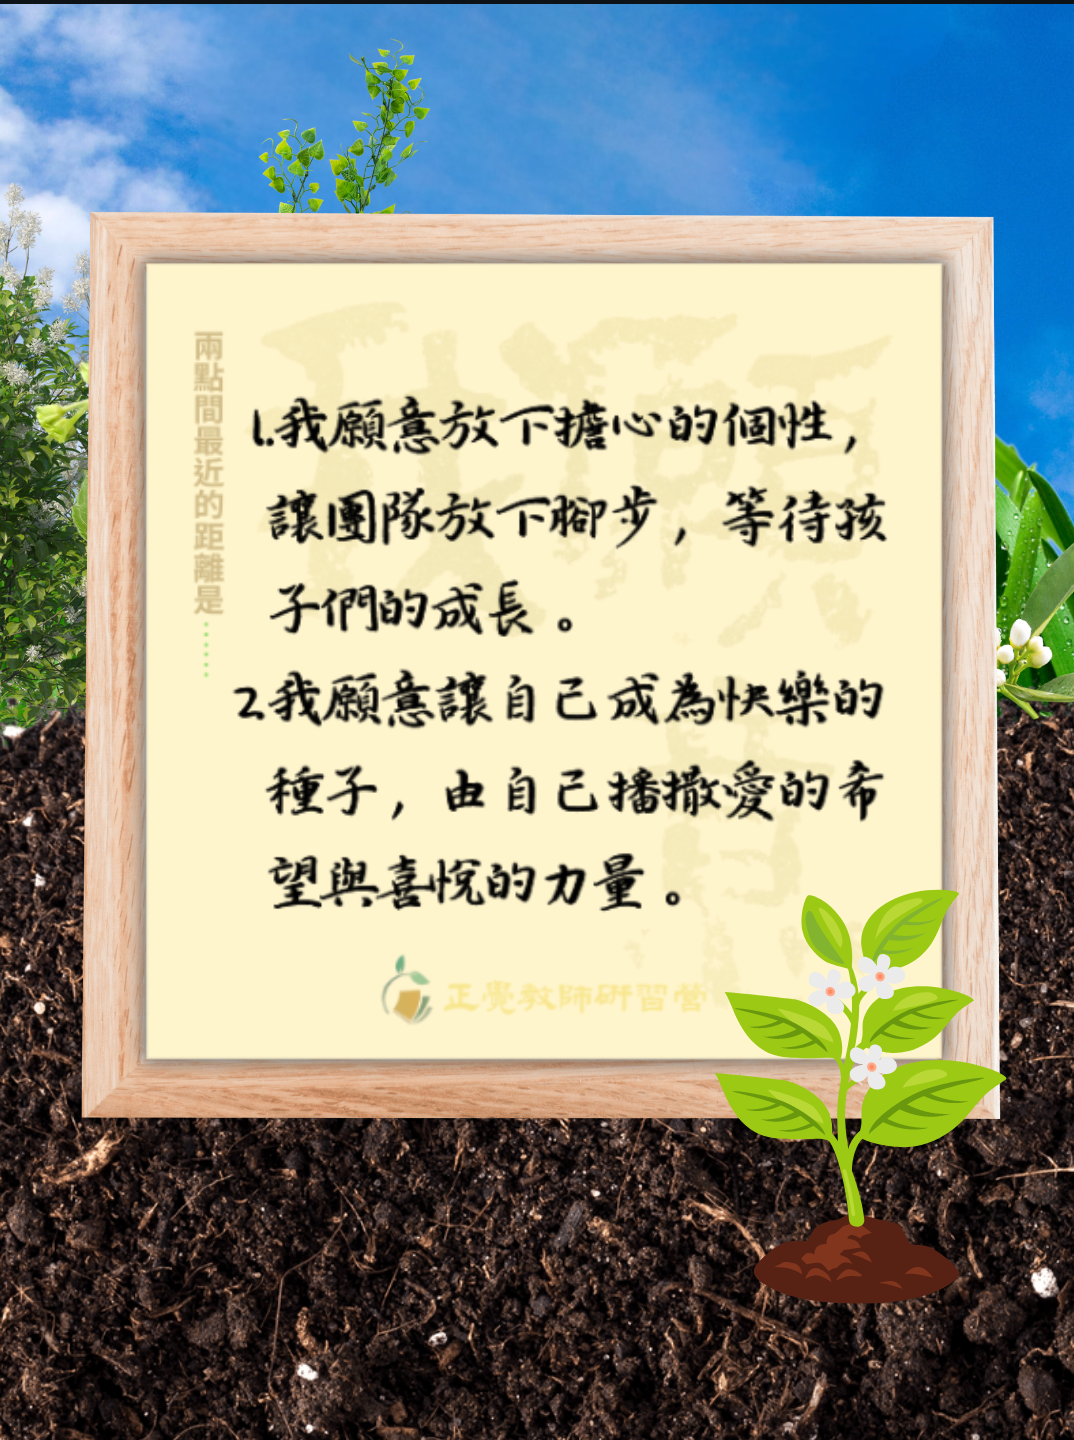 兩點間最近的距離是……
我願意
1.我願意放下擔心的個性，
讓團隊放下腳步，等待孩
子們的成長。
2.我願意讓自己成為快樂的
種子，由自己播撒愛的希
望與喜悅的力量。
正覺教師研習營